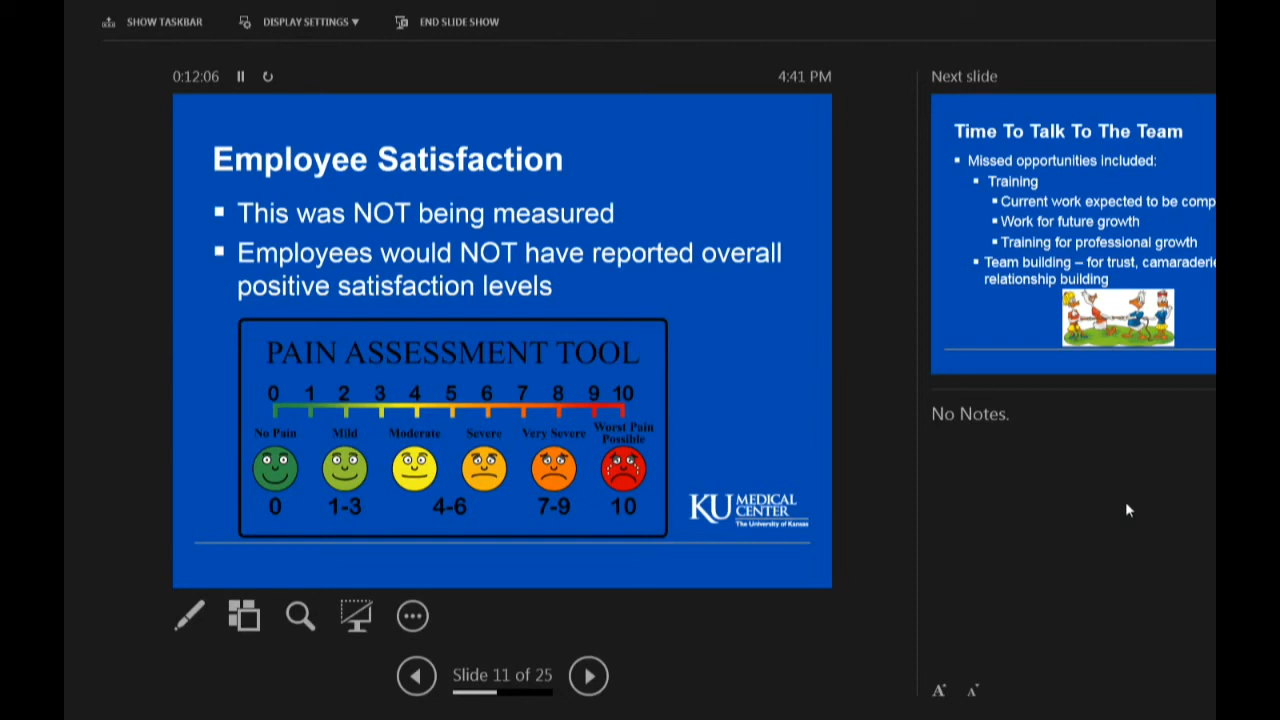 SHOW TASKBAR
DISPLAY SETTINGS ▾
END SLIDE SHOW
0:12:06
4:41 PM
Employee Satisfaction
▪ This was NOT being measured
▪ Employees would NOT have reported overall
positive satisfaction levels
PAIN ASSESSMENT TOOL
0 1 2 3 4 5 6 7 8 9 10
No Pain Mild Moderate Severe Very Severe Worst Pain
Possible
0 1-3 4-6 7-9 10
KU MEDICAL
CENTER
The University of Kansas
Slide 11 of 25
Next slide
Time To Talk To The Team
▪ Missed opportunities included:
▪ Training
▪ Current work expected to be comp
▪ Work for future growth
▪ Training for professional growth
▪ Team building – for trust, camaraderie
relationship building
No Notes.
A A